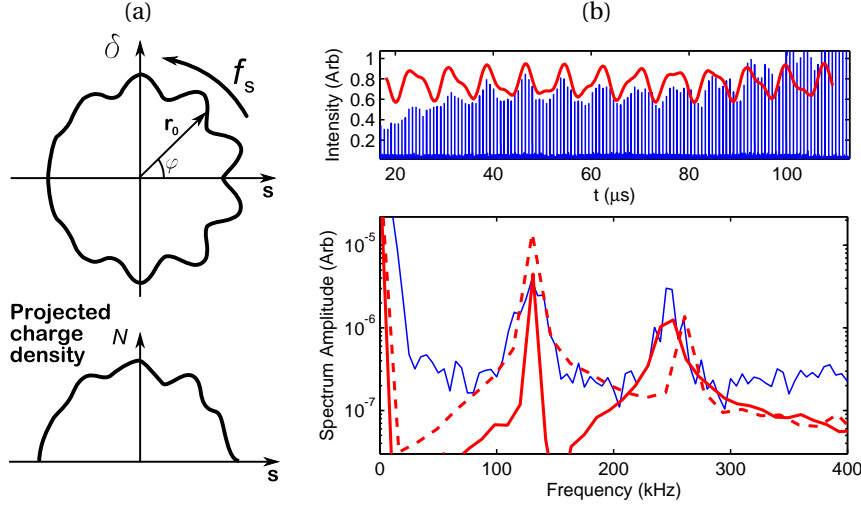 (a)
δ
f_s
r_0
φ
s
Projected
charge
density
N
s
(b)
Intensity (Arb)
1
0.8
0.6
0.4
0.2
20 40 60 80 100
t (μs)
Spectrum Amplitude (Arb)
10^-5
10^-6
10^-7
0 100 200 300 400
Frequency (kHz)